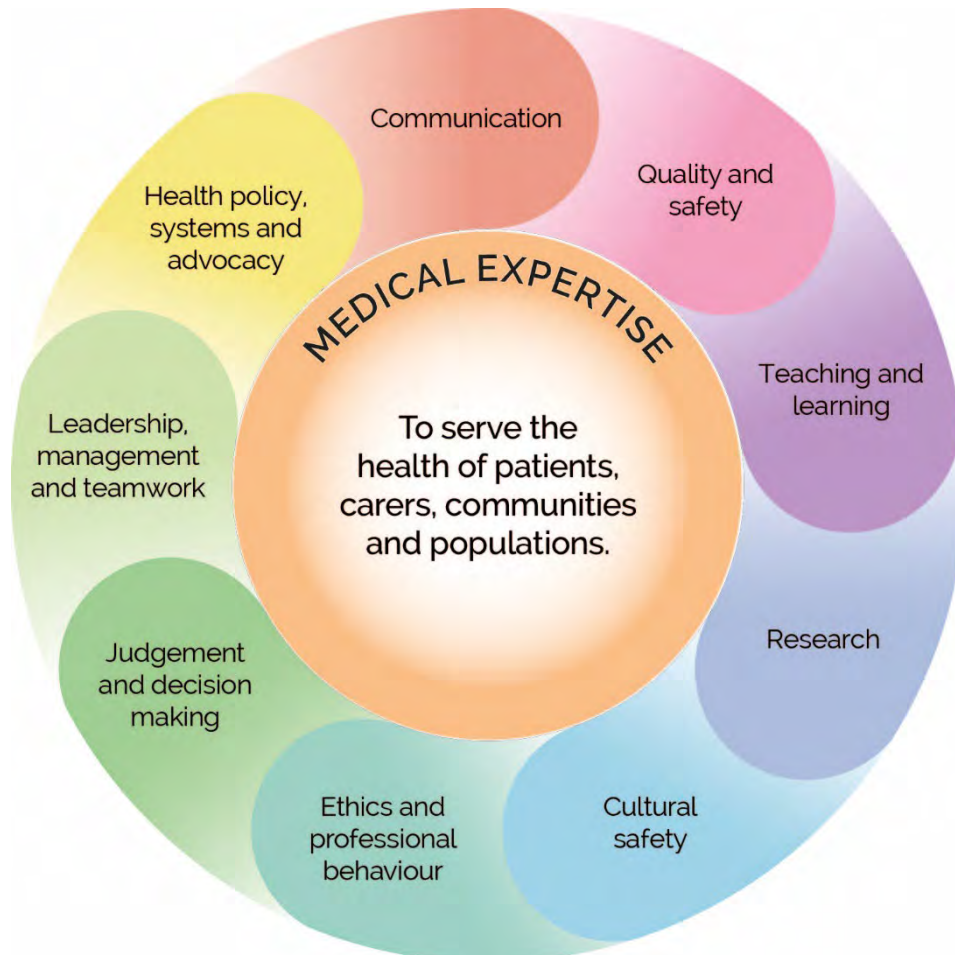 Communication
Quality and
safety
Teaching and
learning
Research
Cultural
safety
Ethics and
professional
behaviour
Judgement
and decision
making
Leadership,
management
and teamwork
Health policy,
systems and
advocacy
MEDICAL EXPERTISE
To serve the
health of patients,
carers, communities
and populations.